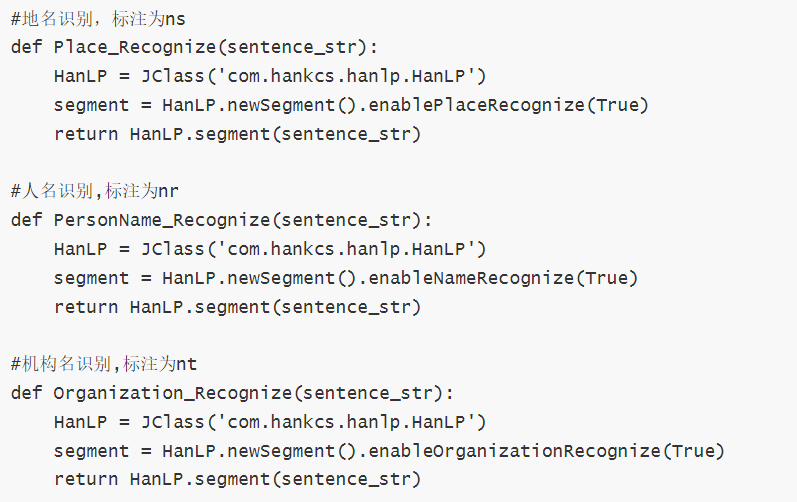 #地名识别，标注为ns
def Place_Recognize(sentence_str):
    HanLP = JClass('com.hankcs.hanlp.HanLP')
    segment = HanLP.newSegment().enablePlaceRecognize(True)
    return HanLP.segment(sentence_str)

#人名识别,标注为nr
def PersonName_Recognize(sentence_str):
    HanLP = JClass('com.hankcs.hanlp.HanLP')
    segment = HanLP.newSegment().enableNameRecognize(True)
    return HanLP.segment(sentence_str)

#机构名识别,标注为nt
def Organization_Recognize(sentence_str):
    HanLP = JClass('com.hankcs.hanlp.HanLP')
    segment = HanLP.newSegment().enableOrganizationRecognize(True)
    return HanLP.segment(sentence_str)